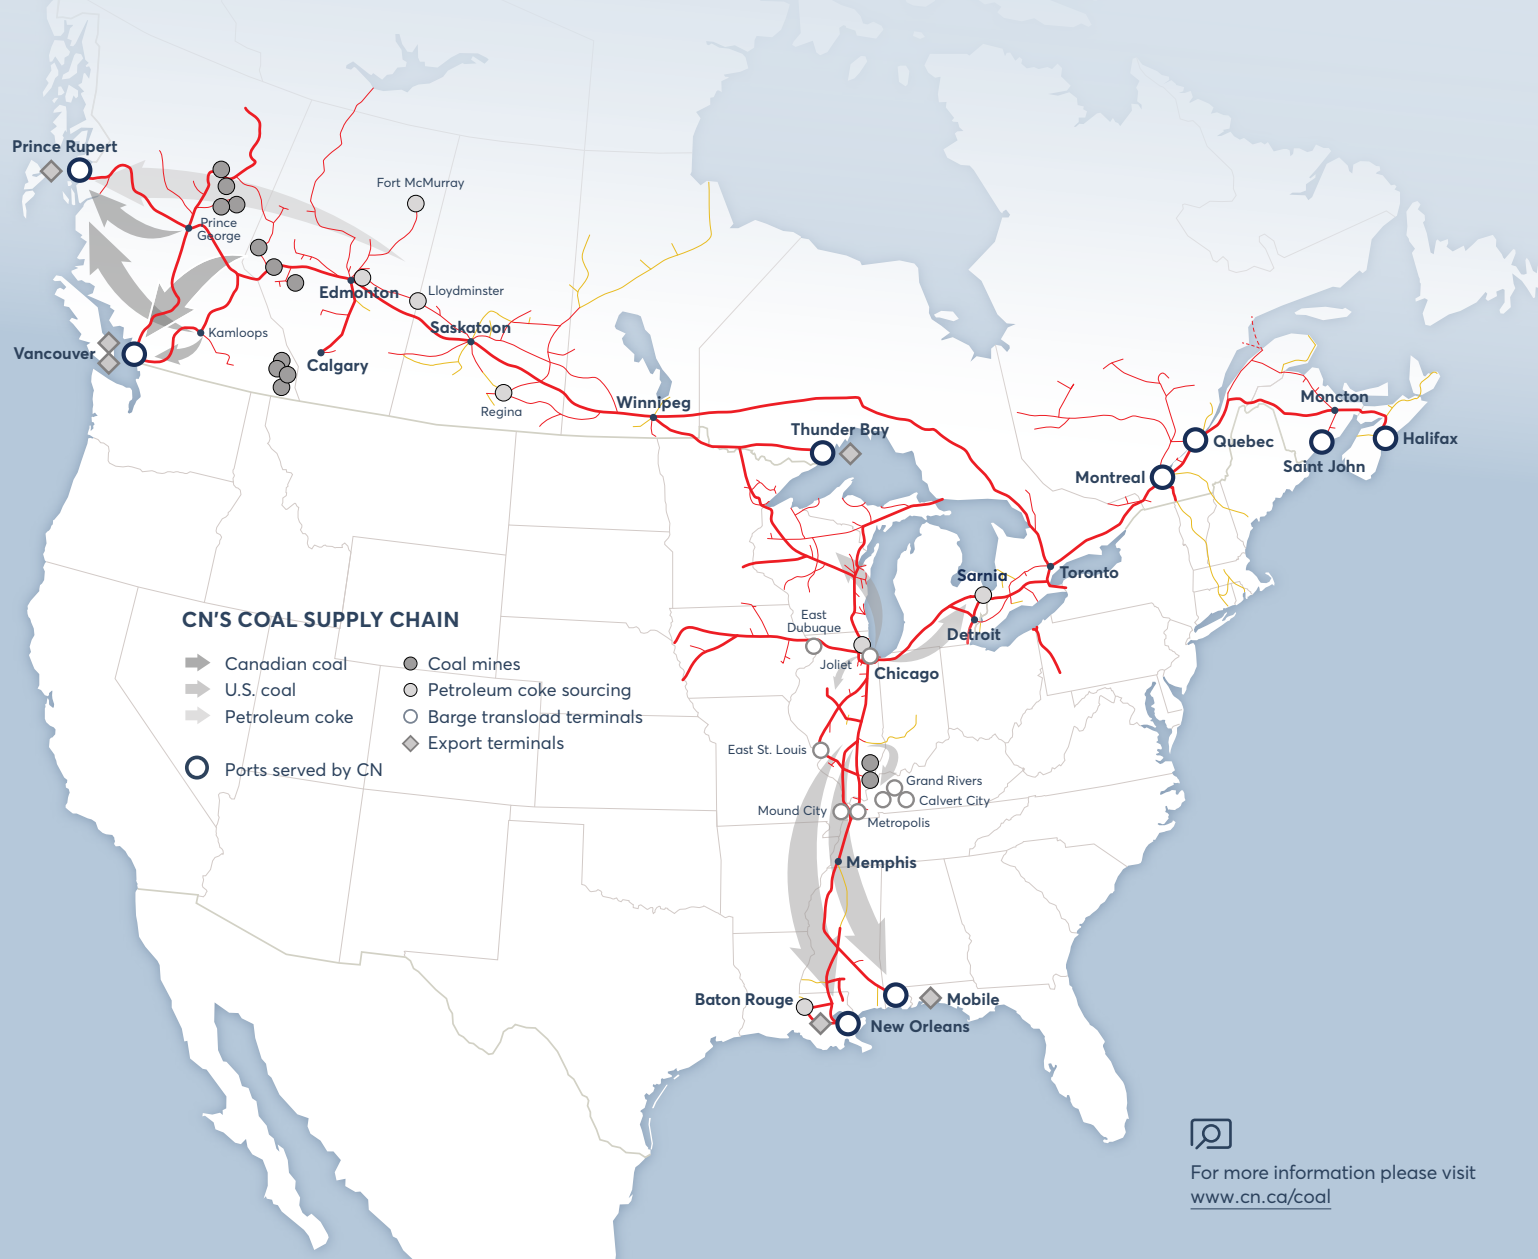 Prince Rupert
Fort McMurray
Prince
George
Edmonton
Lloydminster
Saskatoon
Kamloops
Vancouver
Calgary
Regina
Winnipeg
Thunder Bay
Moncton
Quebec
Halifax
Saint John
Montreal
Toronto
Sarnia
Detroit
East
Dubuque
Joliet
Chicago
CN'S COAL SUPPLY CHAIN
Canadian coal
U.S. coal
Petroleum coke
Ports served by CN
Coal mines
Petroleum coke sourcing
Barge transload terminals
Export terminals
East St. Louis
Grand Rivers
Calvert City
Mound City
Metropolis
Memphis
Baton Rouge
Mobile
New Orleans
For more information please visit
www.cn.ca/coal